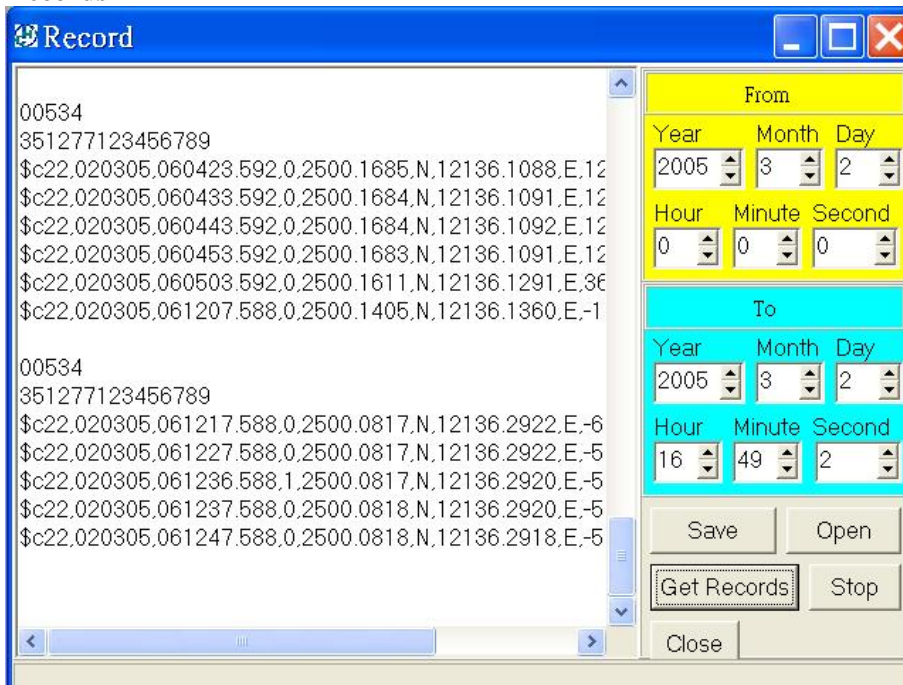 Record
00534
351277123456789
$c22,020305,060423.592,0,2500.1685,N,12136.1088,E,12
$c22,020305,060433.592,0,2500.1684,N,12136.1091,E,12
$c22,020305,060443.592,0,2500.1684,N,12136.1092,E,12
$c22,020305,060453.592,0,2500.1683,N,12136.1091,E,12
$c22,020305,060503.592,0,2500.1611,N,12136.1291,E,36
$c22,020305,061207.588,0,2500.1405,N,12136.1360,E,-1
00534
351277123456789
$c22,020305,061217.588,0,2500.0817,N,12136.2922,E,-6
$c22,020305,061227.588,0,2500.0817,N,12136.2922,E,-5
$c22,020305,061236.588,1,2500.0817,N,12136.2920,E,-5
$c22,020305,061237.588,0,2500.0818,N,12136.2920,E,-5
$c22,020305,061247.588,0,2500.0818,N,12136.2918,E,-5
From
Year Month Day
2005 3 2
Hour Minute Second
0 0 0
To
Year Month Day
2005 3 2
Hour Minute Second
16 49 2
Save Open
Get Records Stop
Close